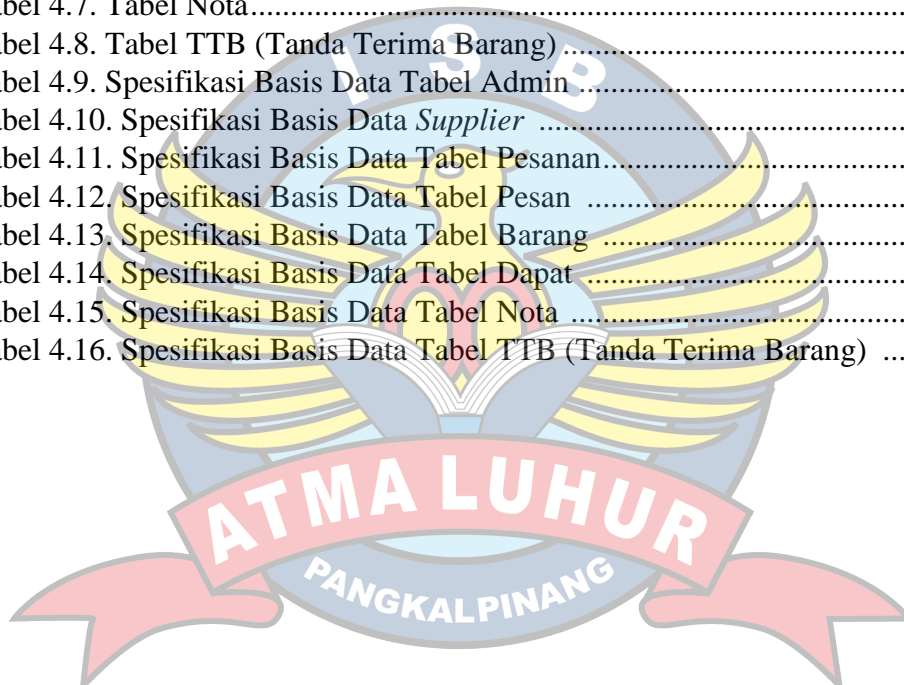 abel 4.7. Tabel Nota..............................................................................................
abel 4.8. Tabel TTB (Tanda Terima Barang) .................................................
abel 4.9. Spesifikasi Basis Data Tabel Admin ................................................
abel 4.10. Spesifikasi Basis Data Supplier ......................................................
abel 4.11. Spesifikasi Basis Data Tabel Pesanan............................................
abel 4.12. Spesifikasi Basis Data Tabel Pesan ..............................................
abel 4.13. Spesifikasi Basis Data Tabel Barang ............................................
abel 4.14. Spesifikasi Basis Data Tabel Dapat ..............................................
abel 4.15. Spesifikasi Basis Data Tabel Nota ................................................
abel 4.16. Spesifikasi Basis Data Tabel TTB (Tanda Terima Barang) ...
I S B
ATMA LUHUR
PANGKALPINANG